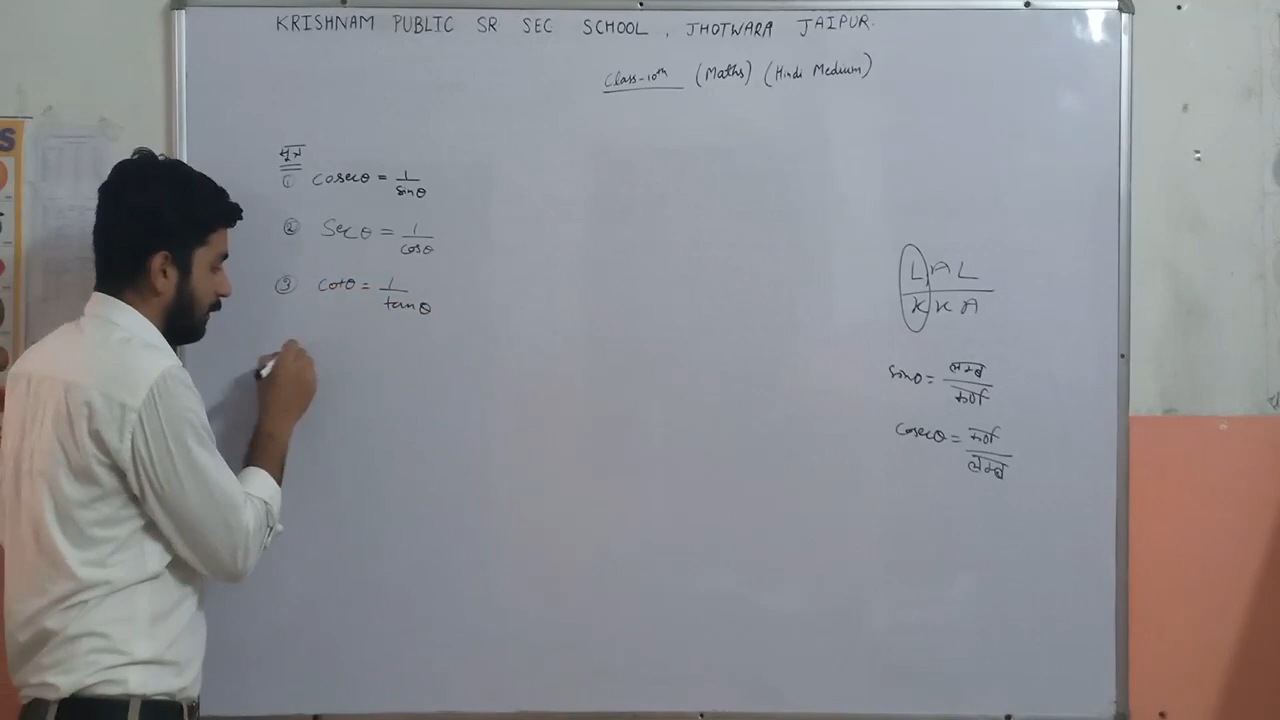 KRISHNAM PUBLIC SR SEC SCHOOL , JHOTWARA JAIPUR.
Class-10th (Maths) (Hindi Medium)
सूत्र
① cosecθ = 1/sinθ
② Secθ = 1/cosθ
③ cotθ = 1/tanθ
L A L
K K A
sinθ = लम्ब/कर्ण
cosecθ = कर्ण/लम्ब
S